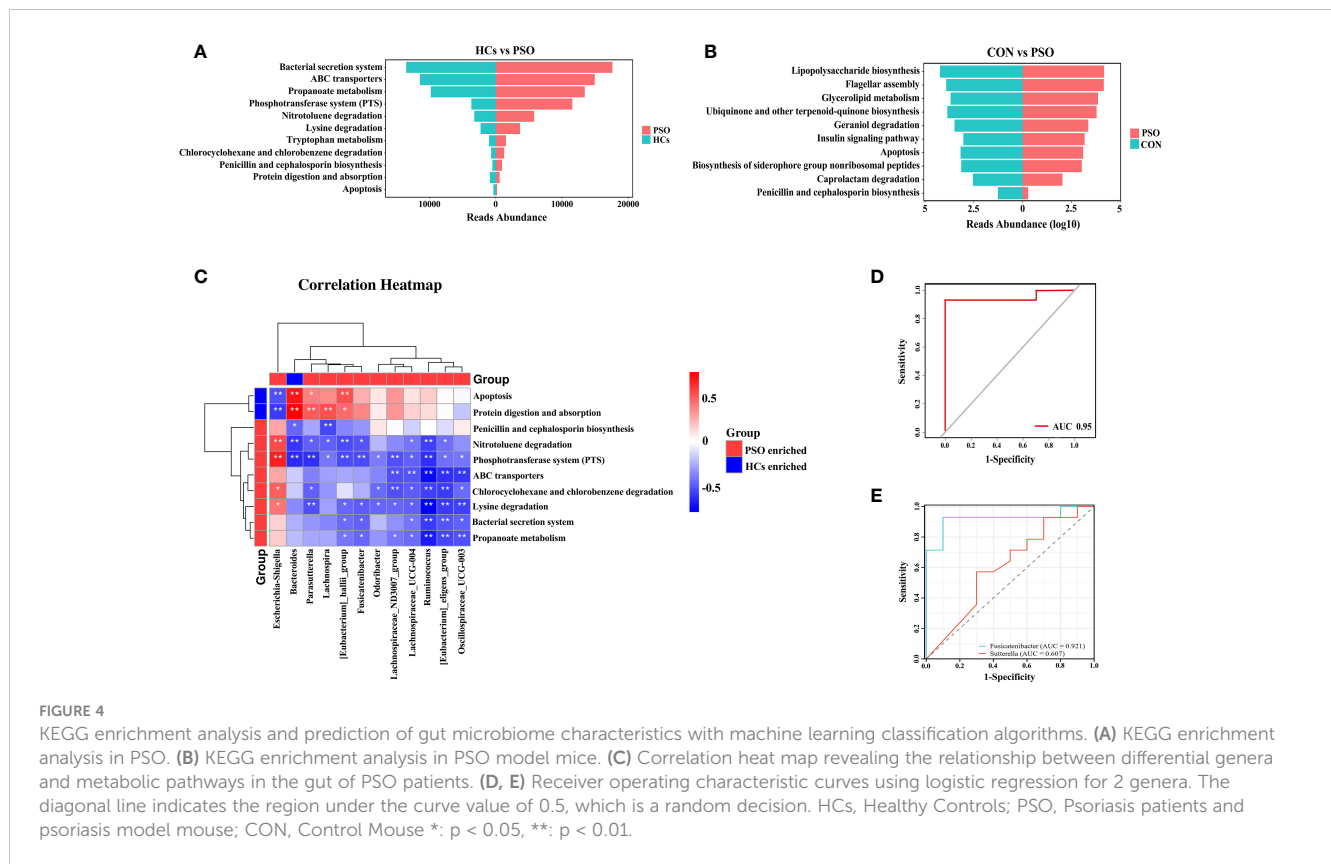 A
HCs vs PSO
Bacterial secretion system
ABC transporters
Propanoate metabolism
Phosphotransferase system (PTS)
Nitrotoluene degradation
Lysine degradation
Tryptophan metabolism
Chlorocyclohexane and chlorobenzene degradation
Penicillin and cephalosporin biosynthesis
Protein digestion and absorption
Apoptosis
PSO
HCs
10000 0 10000 20000
Reads Abundance
B
CON vs PSO
Lipopolysaccharide biosynthesis
Flagellar assembly
Glycerolipid metabolism
Ubiquinone and other terpenoid-quinone biosynthesis
Geraniol degradation
Insulin signaling pathway
Apoptosis
Biosynthesis of siderophore group nonribosomal peptides
Caprolactam degradation
Penicillin and cephalosporin biosynthesis
PSO
CON
5 2.5 0 2.5 5
Reads Abundance (log10)
C
Correlation Heatmap
Group
Apoptosis
Protein digestion and absorption
Penicillin and cephalosporin biosynthesis
Nitrotoluene degradation
Phosphotransferase system (PTS)
ABC transporters
Chlorocyclohexane and chlorobenzene degradation
Lysine degradation
Bacterial secretion system
Propanoate metabolism
Group
Escherichia-Shigella
Bacteroides
Parasutterella
Lachnospira
[Eubacterium]_hallii_group
Fusicatenibacter
Odoribacter
Lachnospiraceae_ND3007_group
Lachnospiraceae_UCG-004
Ruminococcus
[Eubacterium]_eligens_group
Oscillospiraceae_UCG-003
0.5
0
-0.5
Group
PSO enriched
HCs enriched
D
Sensitivity
0.0 0.2 0.4 0.6 0.8 1.0
AUC 0.95
0.0 0.2 0.4 0.6 0.8 1.0
1-Specificity
E
Sensitivity
0.0 0.2 0.4 0.6 0.8 1.0
Fusicatenibacter (AUC = 0.921)
Sutterella (AUC = 0.607)
0.0 0.2 0.4 0.6 0.8 1.0
1-Specificity
FIGURE 4
KEGG enrichment analysis and prediction of gut microbiome characteristics with machine learning classification algorithms. (A) KEGG enrichment
analysis in PSO. (B) KEGG enrichment analysis in PSO model mice. (C) Correlation heat map revealing the relationship between differential genera
and metabolic pathways in the gut of PSO patients. (D, E) Receiver operating characteristic curves using logistic regression for 2 genera. The
diagonal line indicates the region under the curve value of 0.5, which is a random decision. HCs, Healthy Controls; PSO, Psoriasis patients and
psoriasis model mouse; CON, Control Mouse *: p < 0.05, **: p < 0.01.